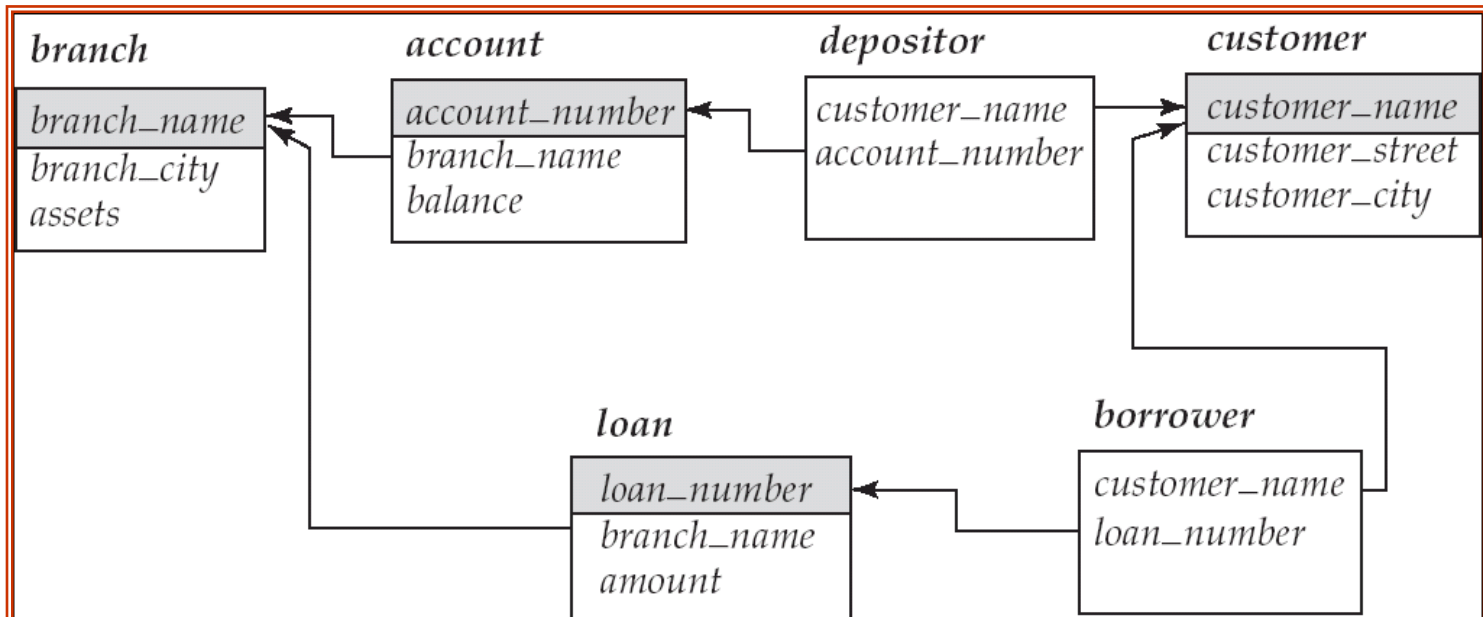 branch
branch_name
branch_city
assets
account
account_number
branch_name
balance
depositor
customer_name
account_number
customer
customer_name
customer_street
customer_city
loan
loan_number
branch_name
amount
borrower
customer_name
loan_number